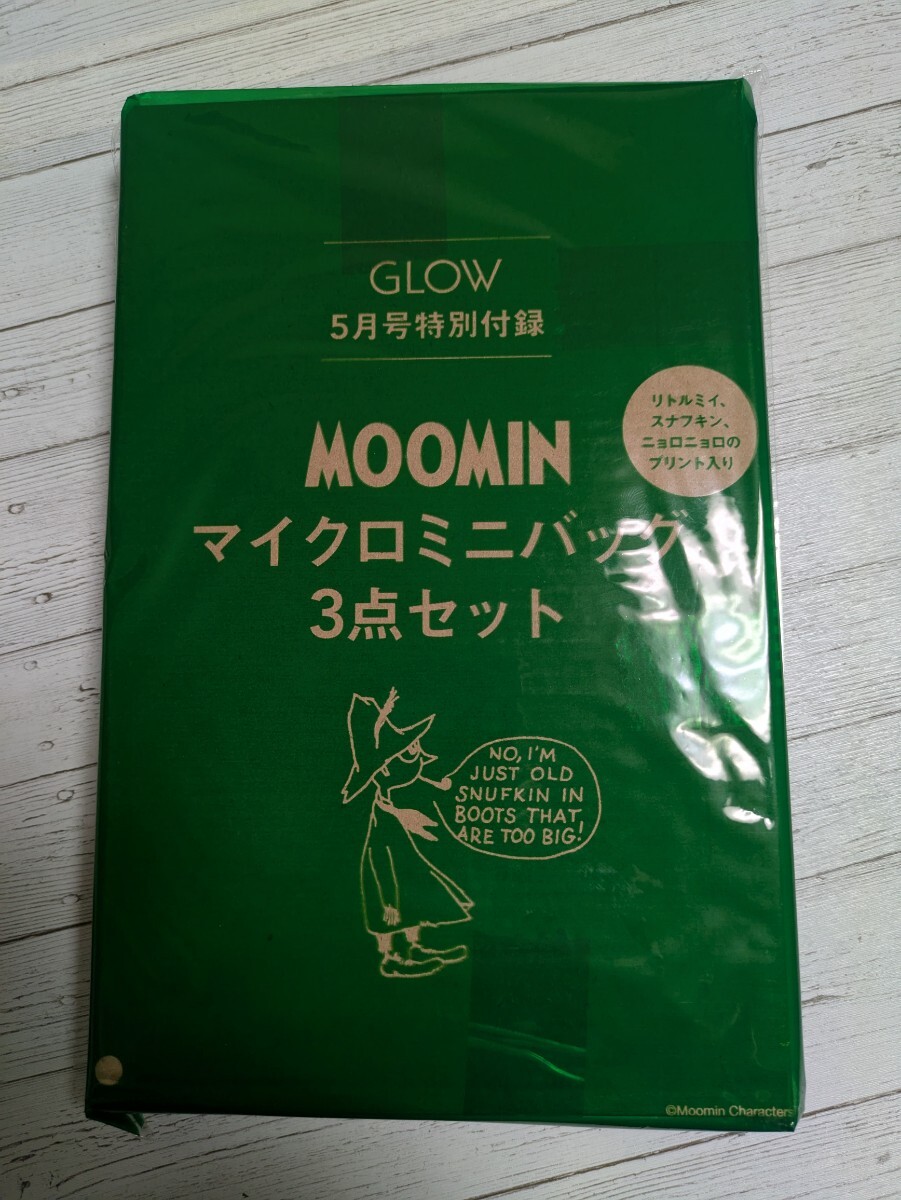 GLOW
5月号特別付録
リトルミイ、
スナフキン、
ニョロニョロの
プリント入り
MOOMIN
マイクロミニバッグ
3点セット
NO, I'M
JUST OLD
SNUFKIN IN
BOOTS THAT
ARE TOO BIG!
©Moomin Characters